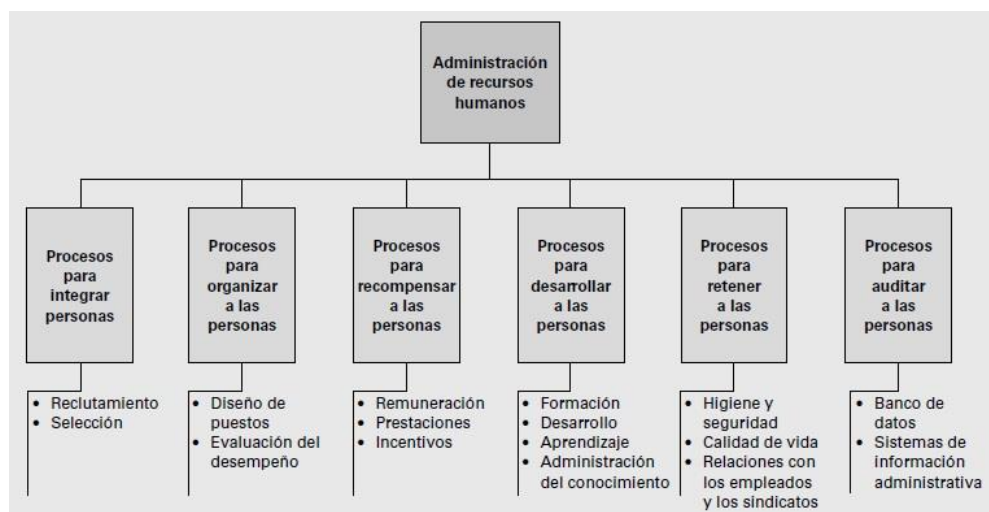 Administración
de recursos
humanos
Procesos
para
integrar
personas
Procesos
para
organizar
a las
personas
Procesos
para
recompensar
a las
personas
Procesos
para
desarrollar
a las
personas
Procesos
para
retener
a las
personas
Procesos
para
auditar
a las
personas
• Reclutamiento
• Selección
• Diseño de
puestos
• Evaluación del
desempeño
• Remuneración
• Prestaciones
• Incentivos
• Formación
• Desarrollo
• Aprendizaje
• Administración
del conocimiento
• Higiene y
seguridad
• Calidad de vida
• Relaciones con
los empleados
y los sindicatos
• Banco de
datos
• Sistemas de
información
administrativa